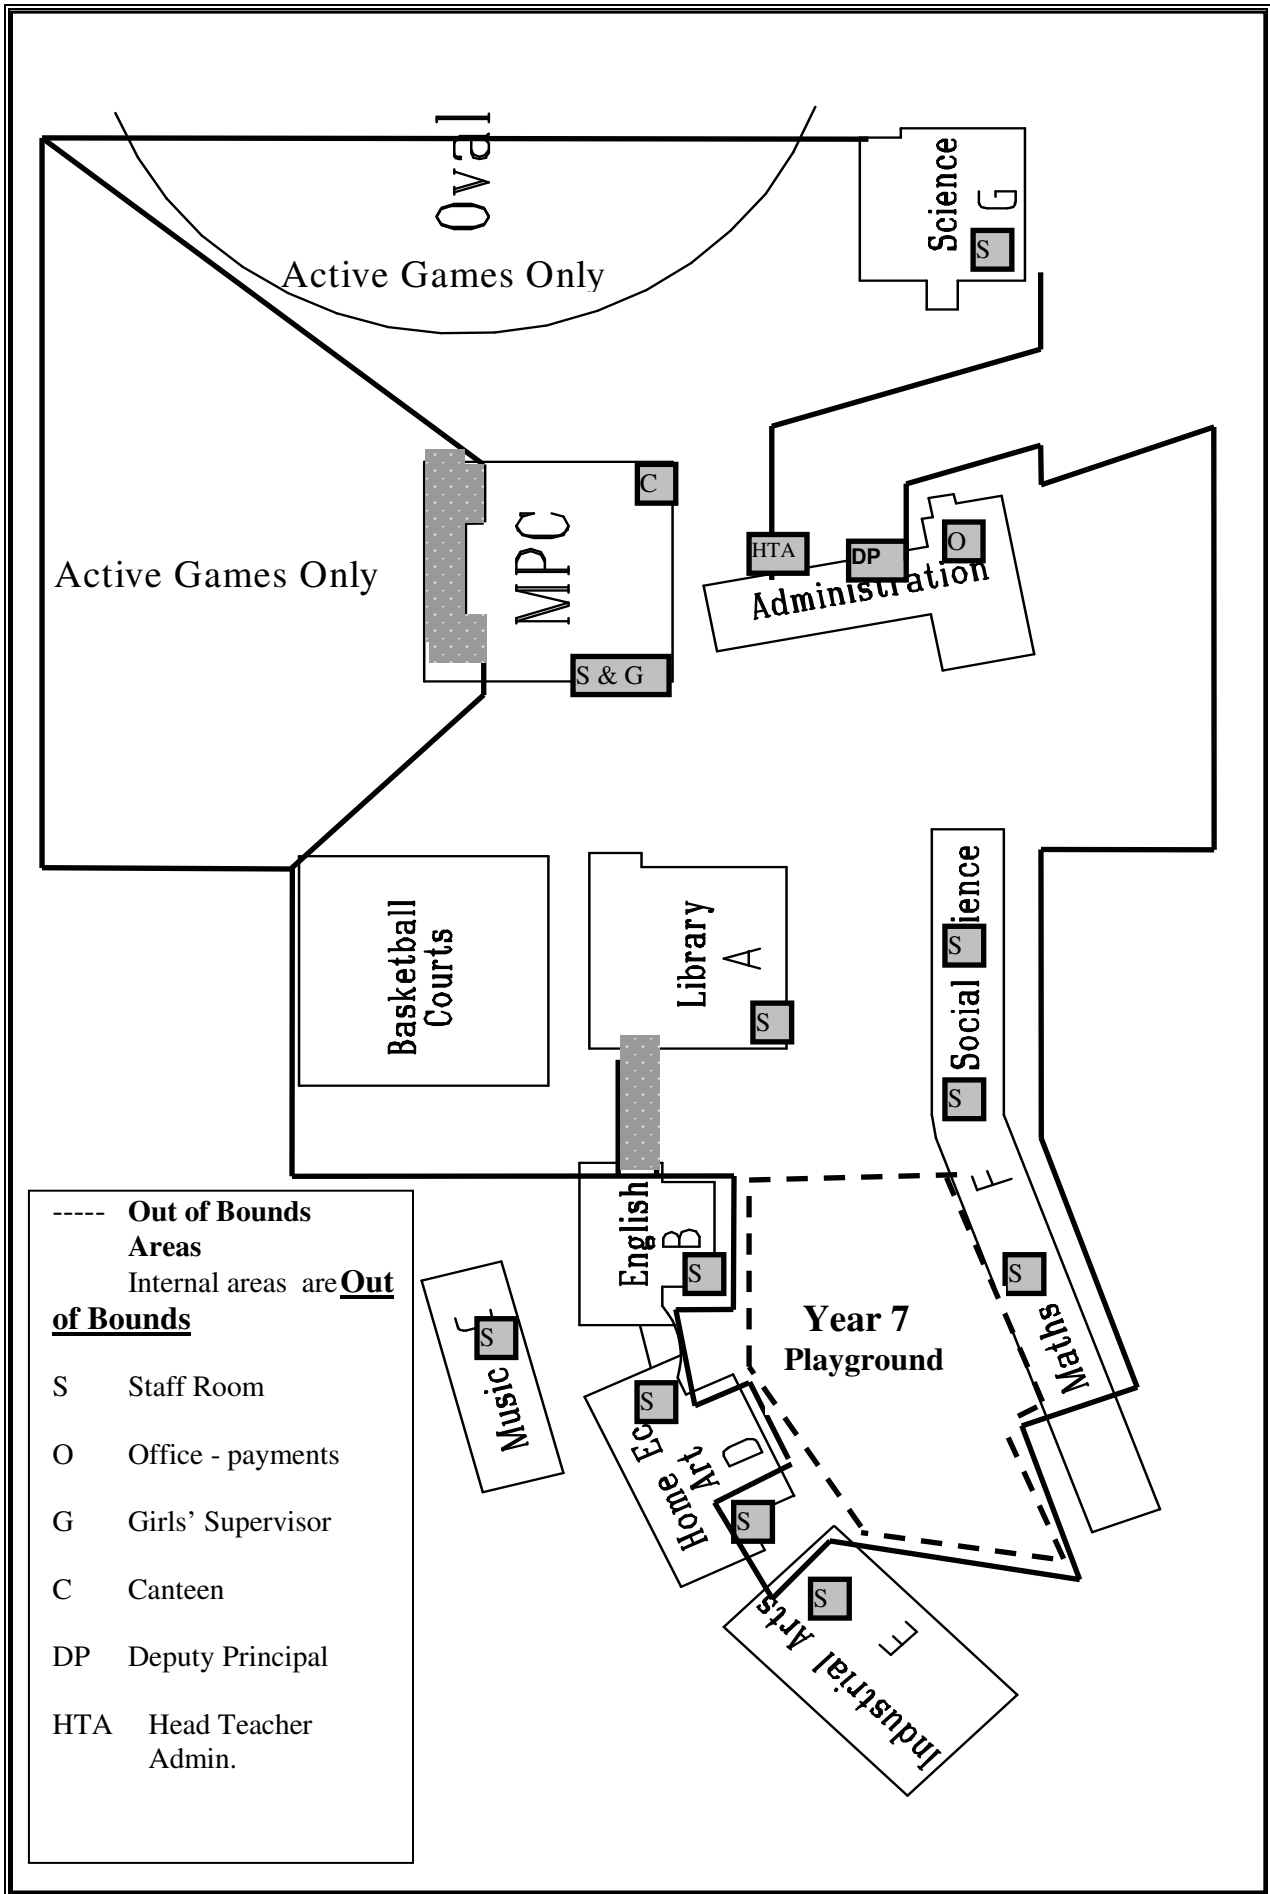 Oval
Active Games Only
Science
G
S
C
MPC
S & G
Active Games Only
HTA
DP
O
Administration
Basketball
Courts
Library
A
S
Social ience
S
S
F
S
Maths
English
B
S
Year 7
Playground
S
Music
S
Home Ec
Art
D
S
S
E
Industrial Arts
----- Out of Bounds
Areas
Internal areas are Out
of Bounds
S Staff Room
O Office - payments
G Girls' Supervisor
C Canteen
DP Deputy Principal
HTA Head Teacher
Admin.